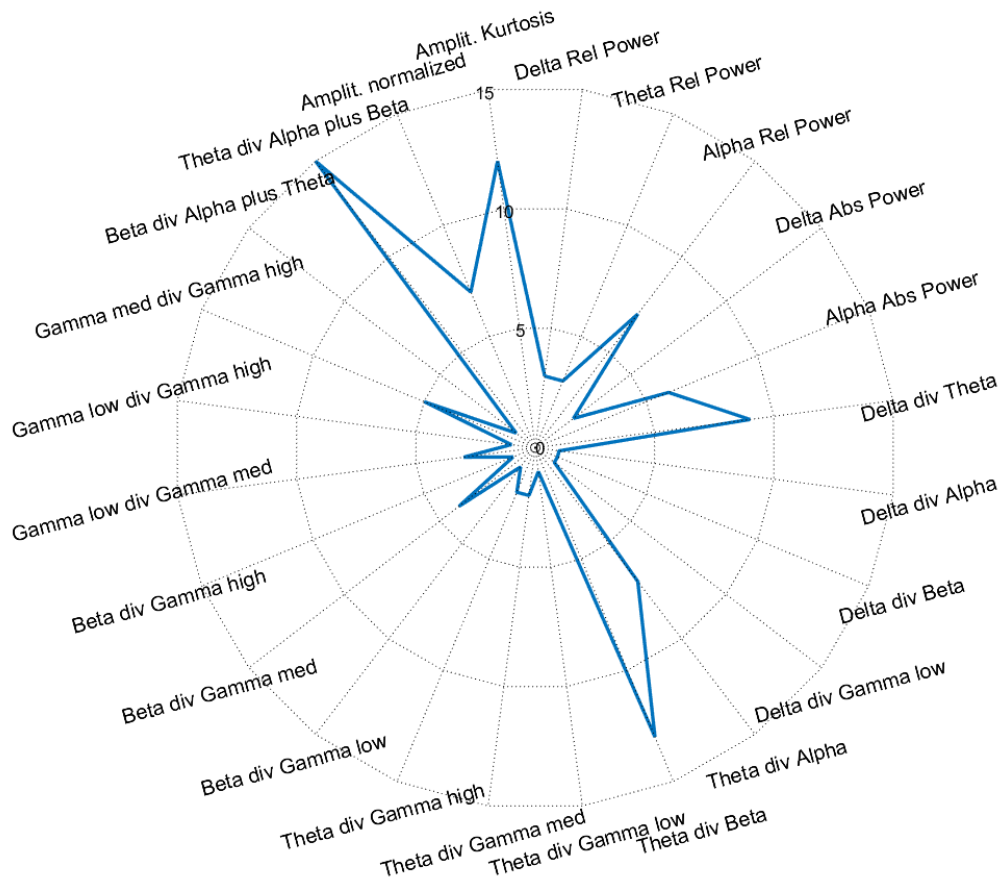 Amplit. Kurtosis
Delta Rel Power
Theta Rel Power
Alpha Rel Power
Delta Abs Power
Alpha Abs Power
Delta div Theta
Delta div Alpha
Delta div Beta
Delta div Gamma low
Theta div Alpha
Theta div Beta
Theta div Gamma low
Theta div Gamma med
Theta div Gamma high
Beta div Gamma low
Beta div Gamma med
Beta div Gamma high
Gamma low div Gamma med
Gamma low div Gamma high
Gamma med div Gamma high
Beta div Alpha plus Theta
Theta div Alpha plus Beta
Amplit. normalized
15
10
5
0